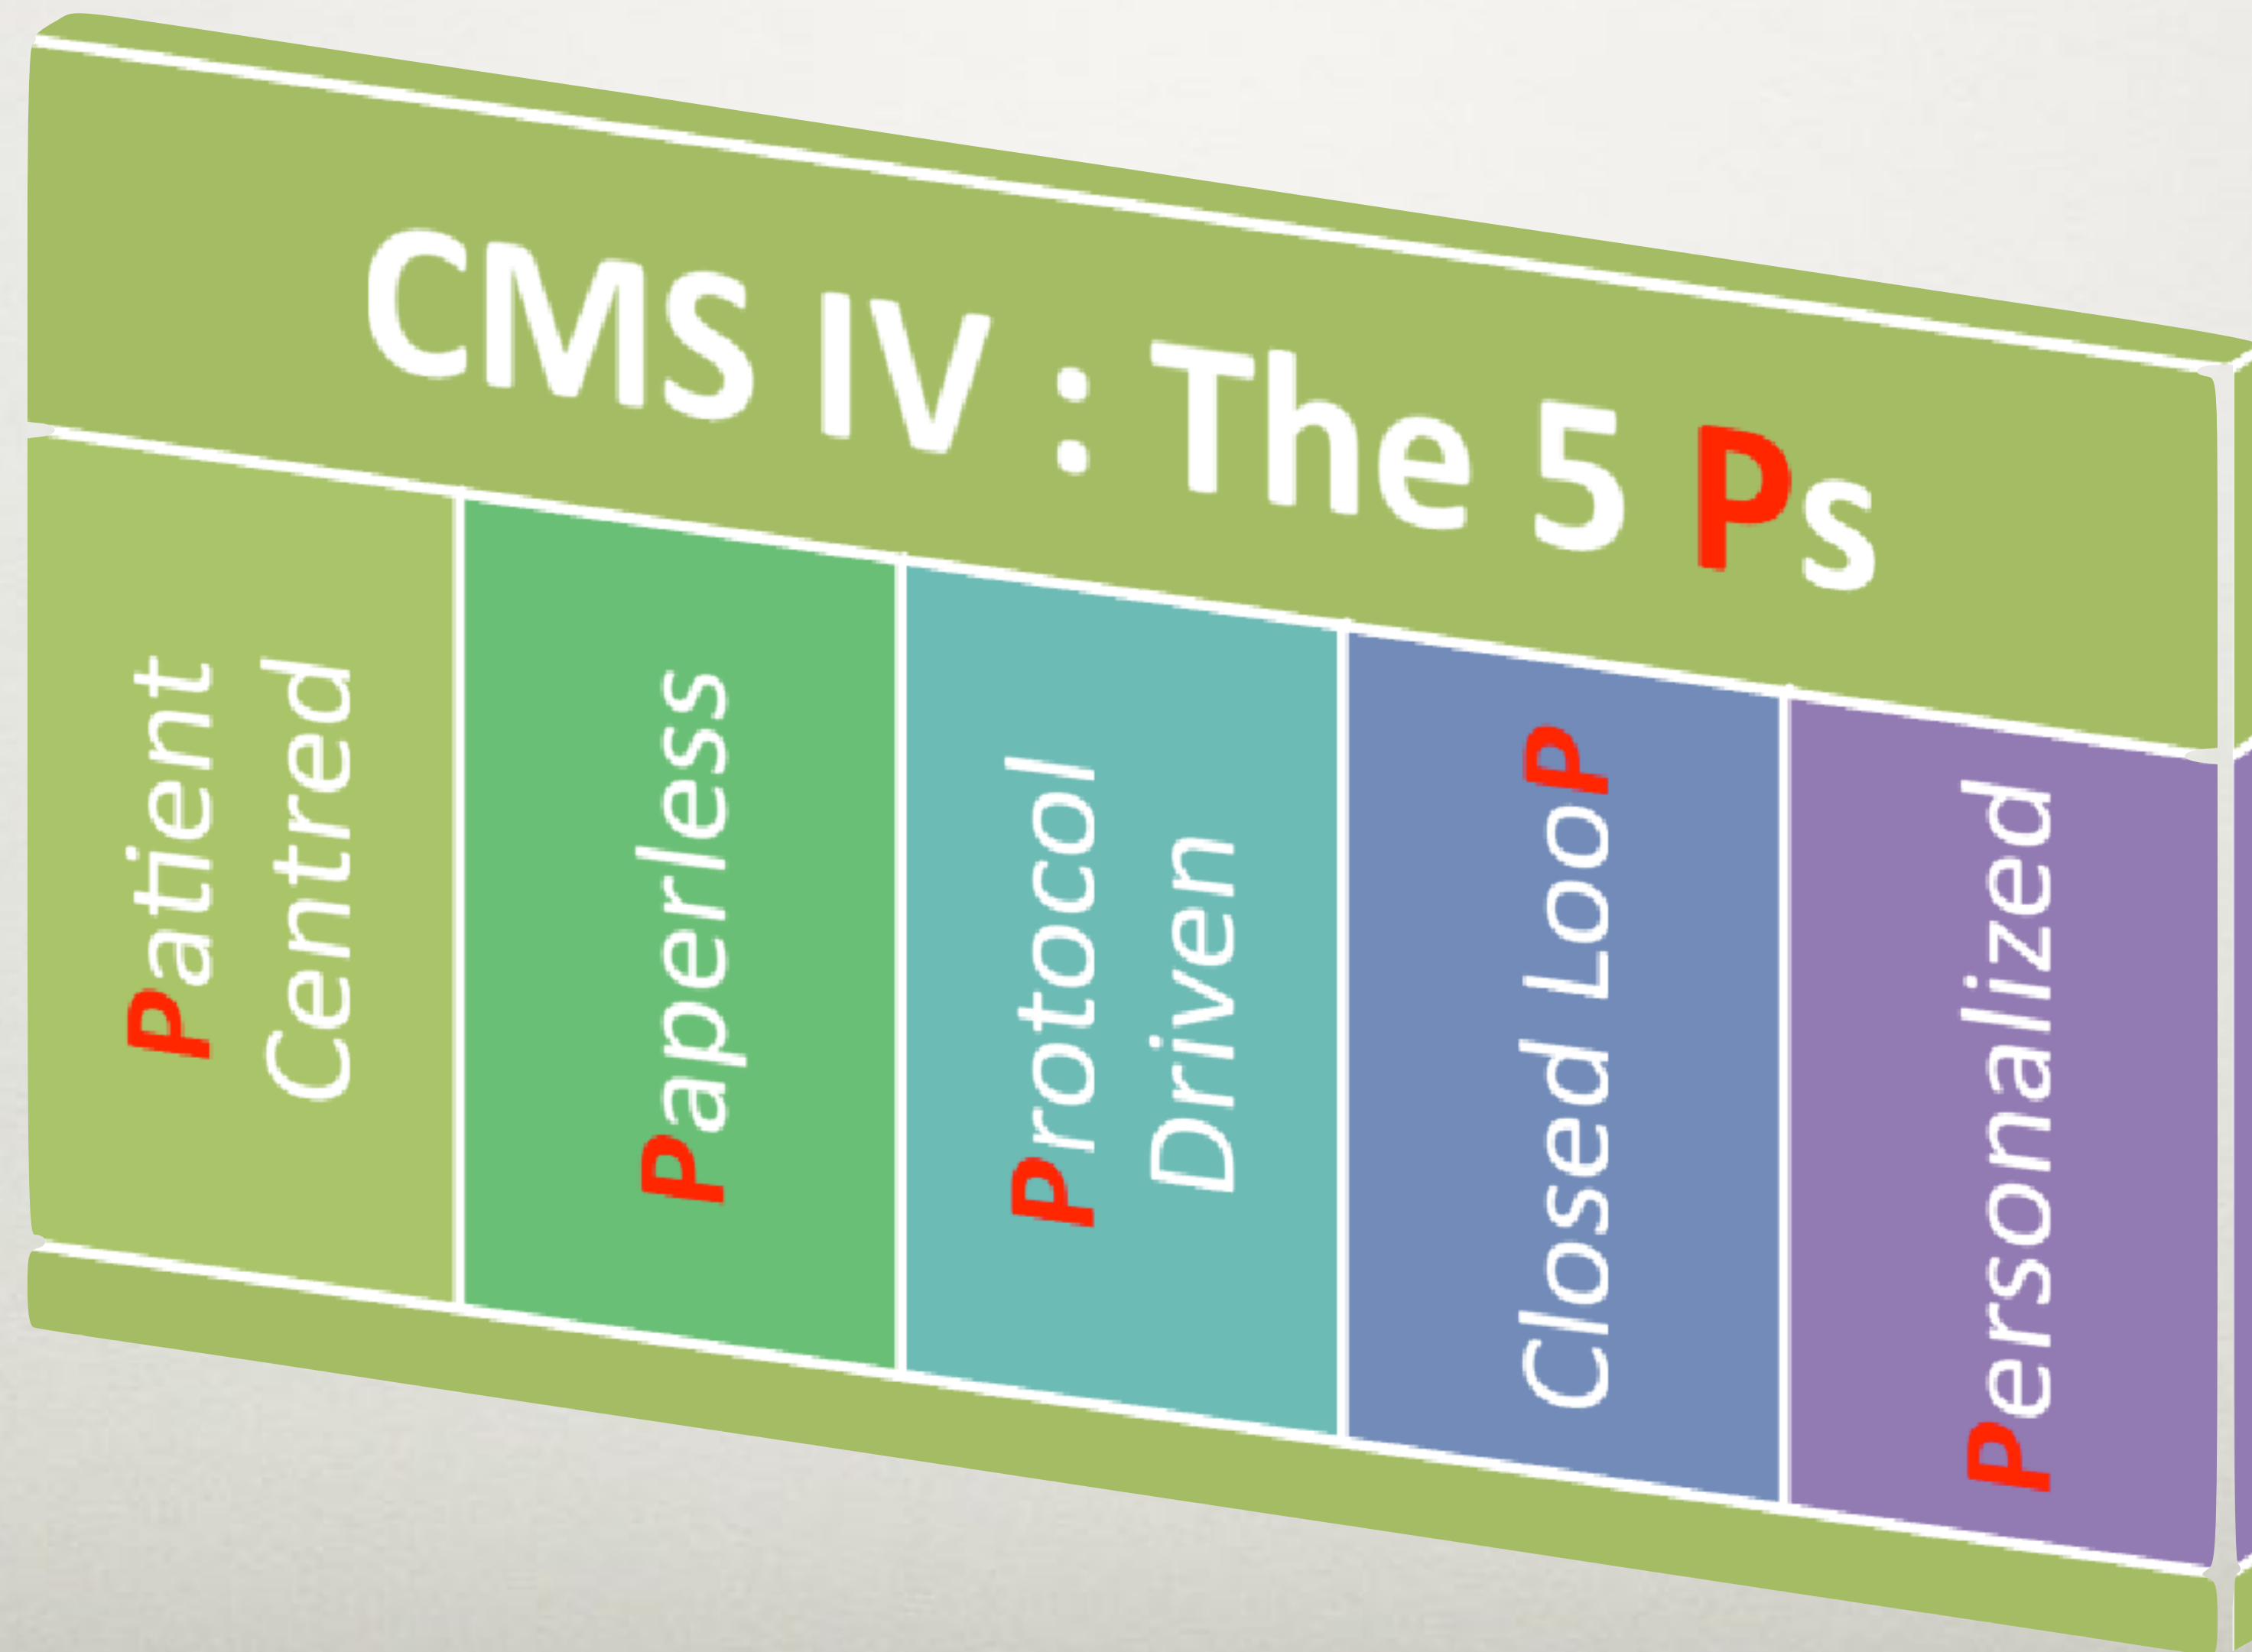 CMS IV : The 5 Ps
Patient
Centred
Paperless
Protocol
Driven
Closed LooP
Personalized